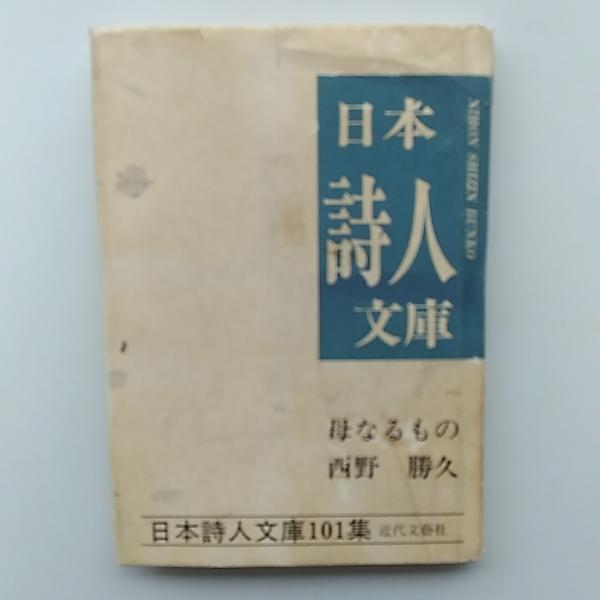 日本
詩人
文庫
NIHON SHIJIN BUNKO
母なるもの
西野 勝久
日本詩人文庫101集 近代文藝社